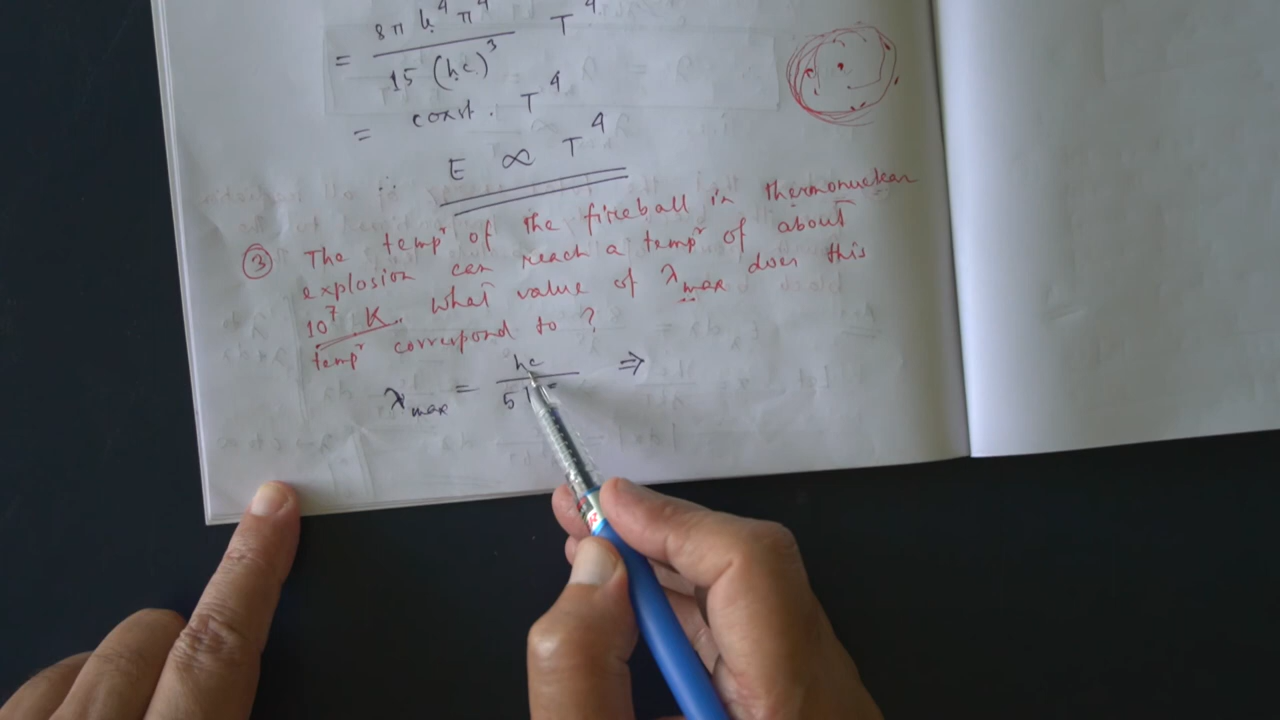 = 8π k⁴ π⁴ / 15 (hc)³ T⁴
= const. T⁴
∴ E ∝ T⁴
③ The tempʳ of the fireball in thermonuclear
explosion can reach a tempʳ of about
10⁷ K. What value of λmax does this
tempʳ correspond to ?
λmax = hc / 5 ⇒